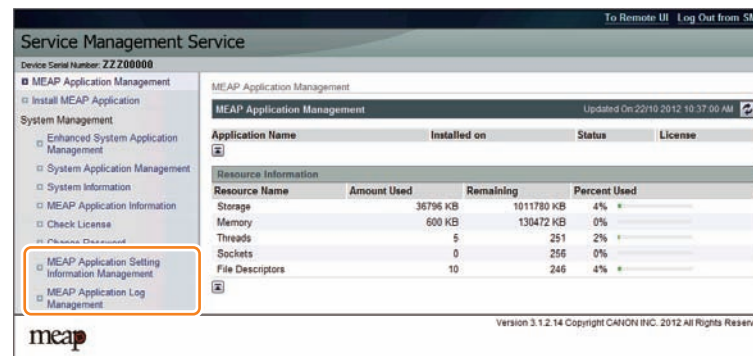 To Remote UI Log Out from SM
Service Management Service
Device Serial Number: ZZZ00000
MEAP Application Management
Install MEAP Application
System Management
Enhanced System Application
Management
System Application Management
System Information
MEAP Application Information
Check License
Change Password
MEAP Application Setting
Information Management
MEAP Application Log
Management
MEAP Application Management
MEAP Application Management Updated On:22/10 2012 10:37:00 AM
Application Name Installed on Status License
Resource Information
Resource Name Amount Used Remaining Percent Used
Storage 36796 KB 1011780 KB 4%
Memory 600 KB 130472 KB 0%
Threads 5 251 2%
Sockets 0 256 0%
File Descriptors 10 246 4%
Version 3.1.2.14 Copyright CANON INC. 2012 All Rights Reser
meap